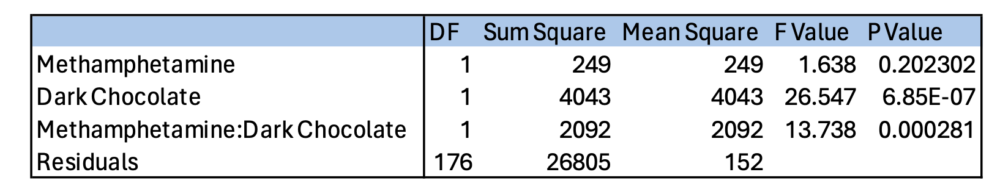 DF Sum Square Mean Square F Value P Value
Methamphetamine 1 249 249 1.638 0.202302
Dark Chocolate 1 4043 4043 26.547 6.85E-07
Methamphetamine:Dark Chocolate 1 2092 2092 13.738 0.000281
Residuals 176 26805 152